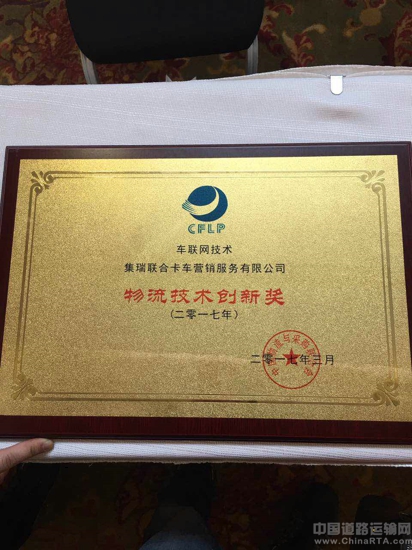 CFLP
车联网技术
集瑞联合卡车营销服务有限公司
物流技术创新奖
(二零一七年)
二零一七年三月
中国道路运输网
www.ChinaRTA.com